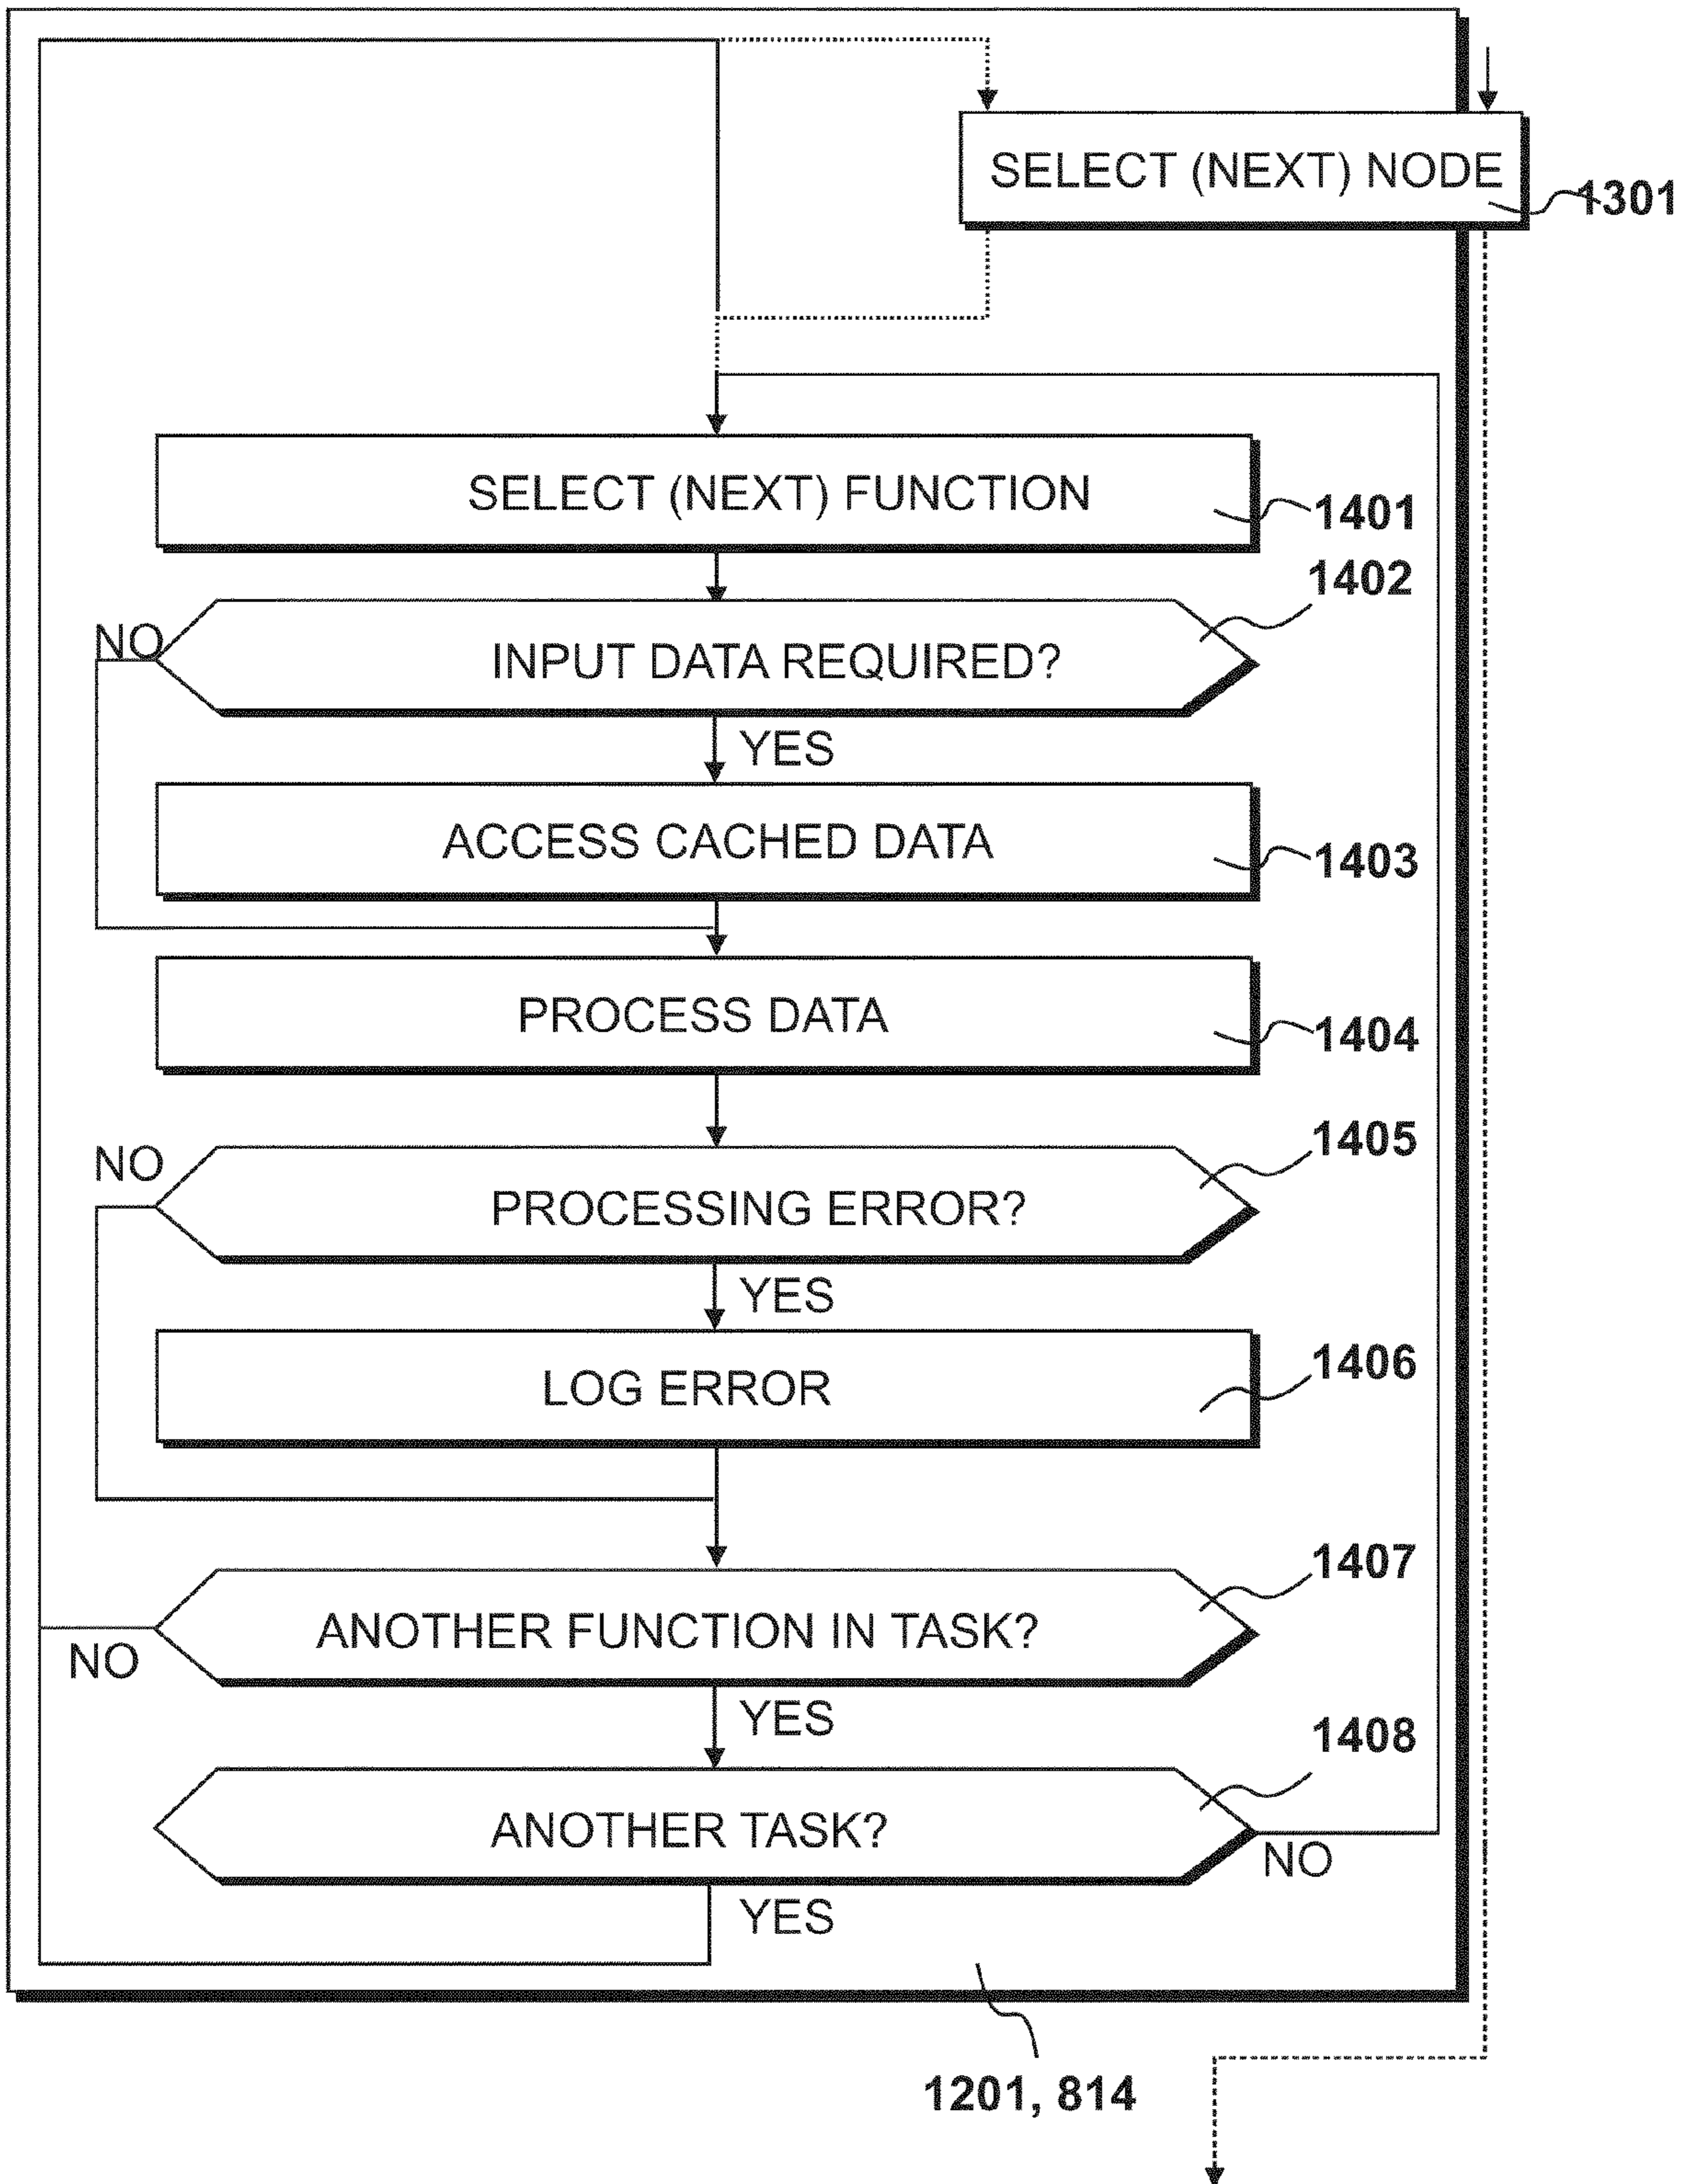 SELECT (NEXT) NODE
1301
SELECT (NEXT) FUNCTION
1401
1402
NO
INPUT DATA REQUIRED?
YES
ACCESS CACHED DATA
1403
PROCESS DATA
1404
1405
NO
PROCESSING ERROR?
YES
1406
LOG ERROR
1407
ANOTHER FUNCTION IN TASK?
NO
YES
1408
ANOTHER TASK?
NO
YES
1201, 814